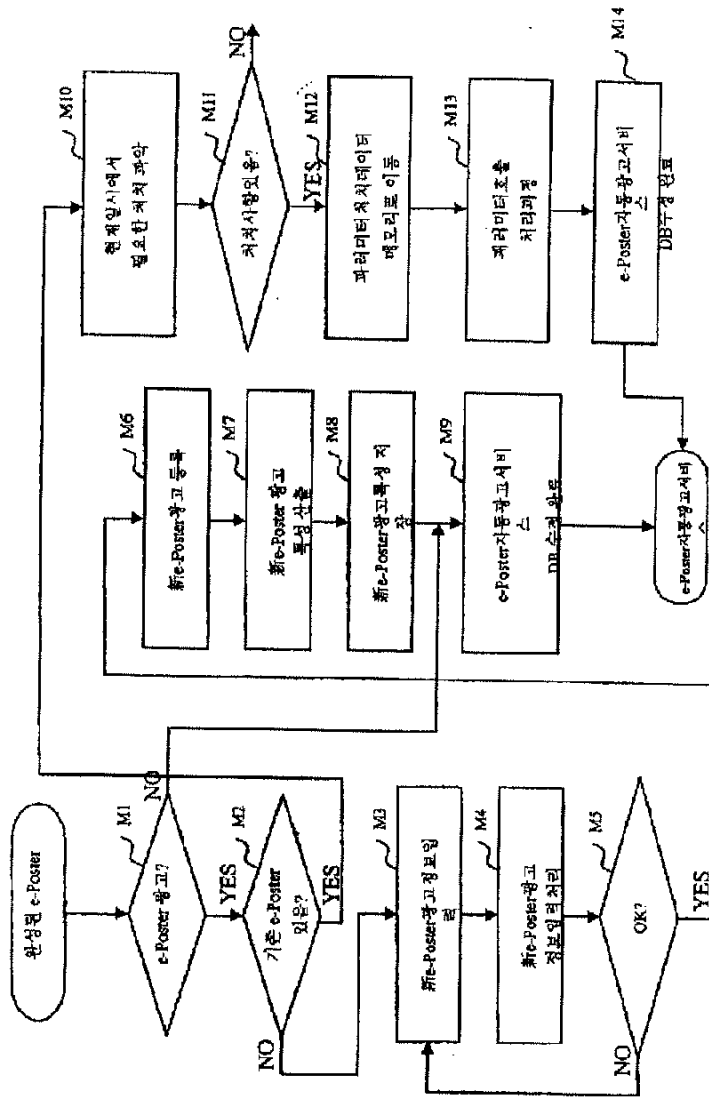 완성된 e-Poster
M1
e-Poster 광고?
NO
YES
M2
기존 e-Poster
있음?
YES
NO
M3
新e-Poster광고정보입
력
M4
新e-Poster광고
정보입력처리
M5
OK?
NO
YES
M6
新e-Poster광고 등록
M7
新e-Poster 광고
특성 산출
M8
新e-Poster광고특성 저
장
M9
e-Poster자동광고서비
스
DB수정 완료
e-Poster자동광고서비
스
M10
현재일시에서
필요한 처치 파악
M11
처치사항있음?
NO
YES
M12
파라미터처치데이터
메모리로 이동
M13
파라미터호출
처리과정
M14
e-Poster자동광고서비
스
DB수정 완료